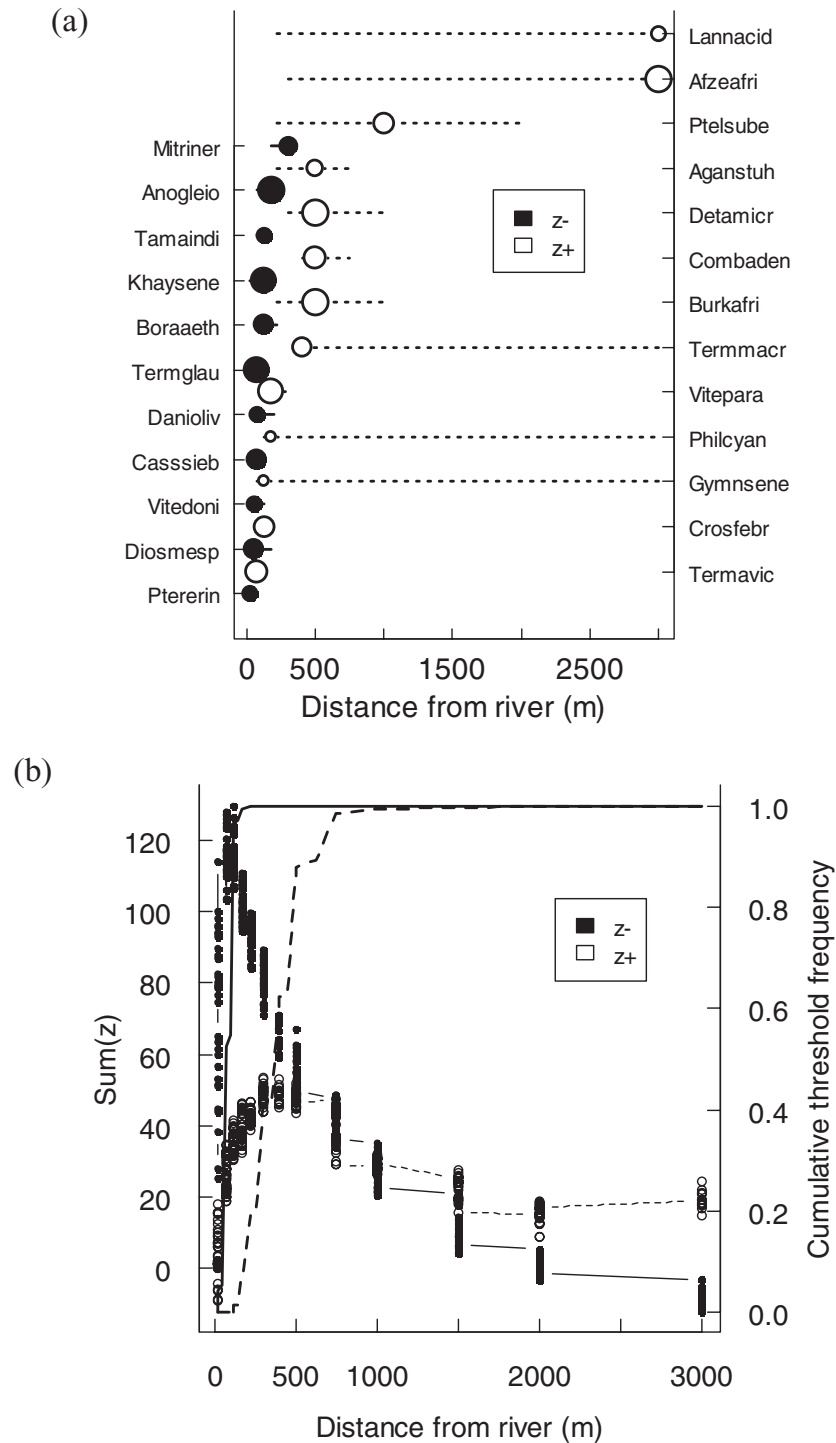 (a)
Lannacid
Afzeafri
Ptelsube
Mitriner
Aganstuh
Anogleio
Detamicr
Tamaindi
Combaden
Khaysene
Burkafri
Boraaeth
Termmacr
Termglau
Vitepara
Danioliv
Philcyan
Casssieb
Gymnsene
Vitedoni
Crosfebr
Diosmesp
Termavic
Ptererin
z-
z+
0 500 1500 2500
Distance from river (m)
(b)
Sum(z)
120
100
80
60
40
20
0
z-
z+
1.0
0.8
0.6
0.4
0.2
0.0
Cumulative threshold frequency
0 500 1000 2000 3000
Distance from river (m)